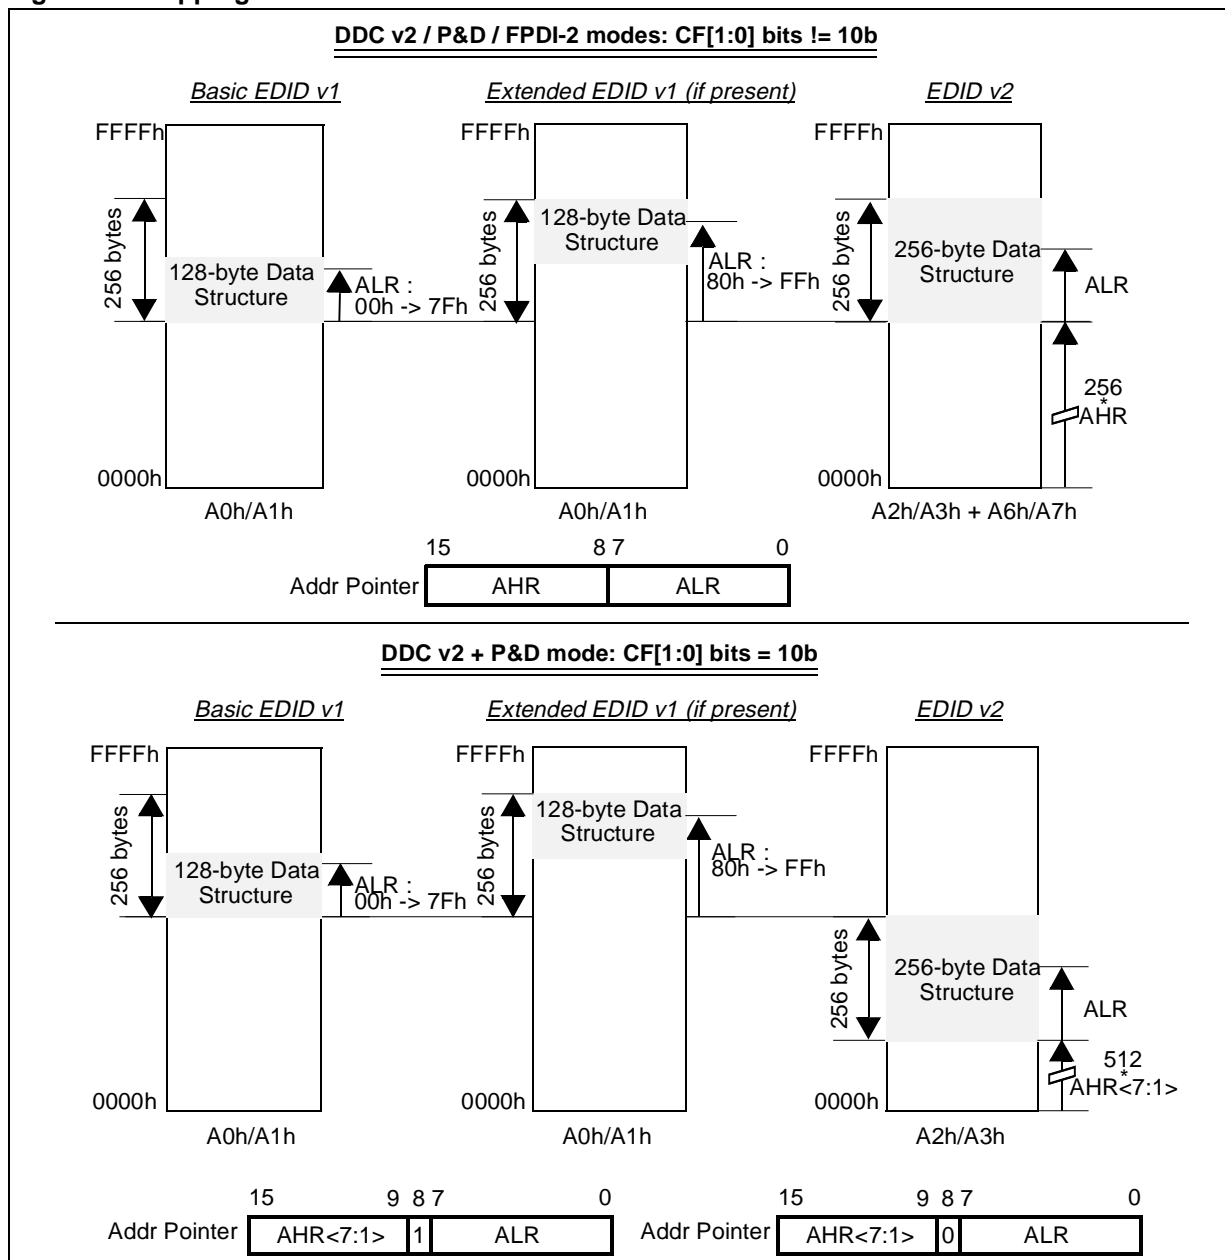 DDC v2 / P&D / FPDI-2 modes: CF[1:0] bits != 10b
Basic EDID v1
Extended EDID v1 (if present)
EDID v2
FFFFh
FFFFh
FFFFh
256 bytes
128-byte Data
Structure
ALR :
00h -> 7Fh
256 bytes
128-byte Data
Structure
ALR :
80h -> FFh
256 bytes
256-byte Data
Structure
ALR
256
*
AHR
0000h
0000h
0000h
A0h/A1h
A0h/A1h
A2h/A3h + A6h/A7h
15 8 7 0
Addr Pointer AHR ALR
DDC v2 + P&D mode: CF[1:0] bits = 10b
Basic EDID v1
Extended EDID v1 (if present)
EDID v2
FFFFh
FFFFh
FFFFh
256 bytes
128-byte Data
Structure
ALR :
00h -> 7Fh
256 bytes
128-byte Data
Structure
ALR :
80h -> FFh
256 bytes
256-byte Data
Structure
ALR
512
*
AHR<7:1>
0000h
0000h
0000h
A0h/A1h
A0h/A1h
A2h/A3h
15 9 8 7 0
Addr Pointer AHR<7:1> 1 ALR
15 9 8 7 0
Addr Pointer AHR<7:1> 0 ALR